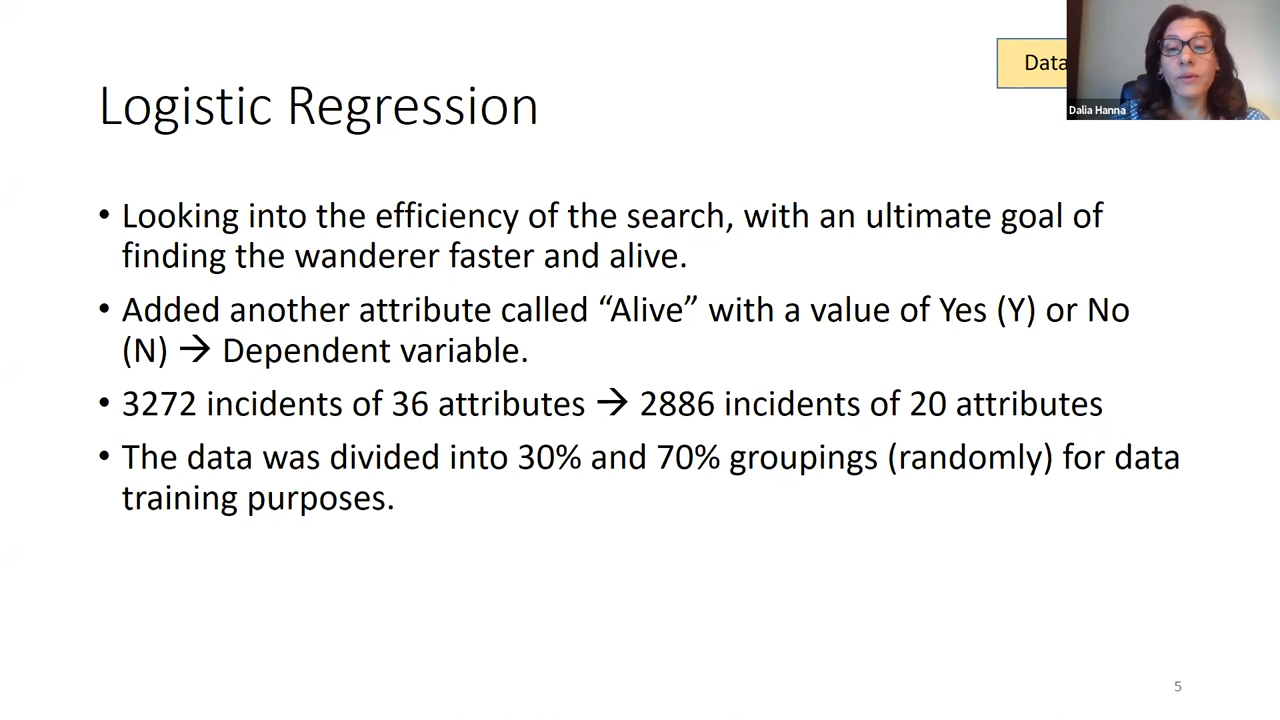 Data
Dalia Hanna
Logistic Regression
• Looking into the efficiency of the search, with an ultimate goal of
finding the wanderer faster and alive.
• Added another attribute called “Alive” with a value of Yes (Y) or No
(N) → Dependent variable.
• 3272 incidents of 36 attributes → 2886 incidents of 20 attributes
• The data was divided into 30% and 70% groupings (randomly) for data
training purposes.
5